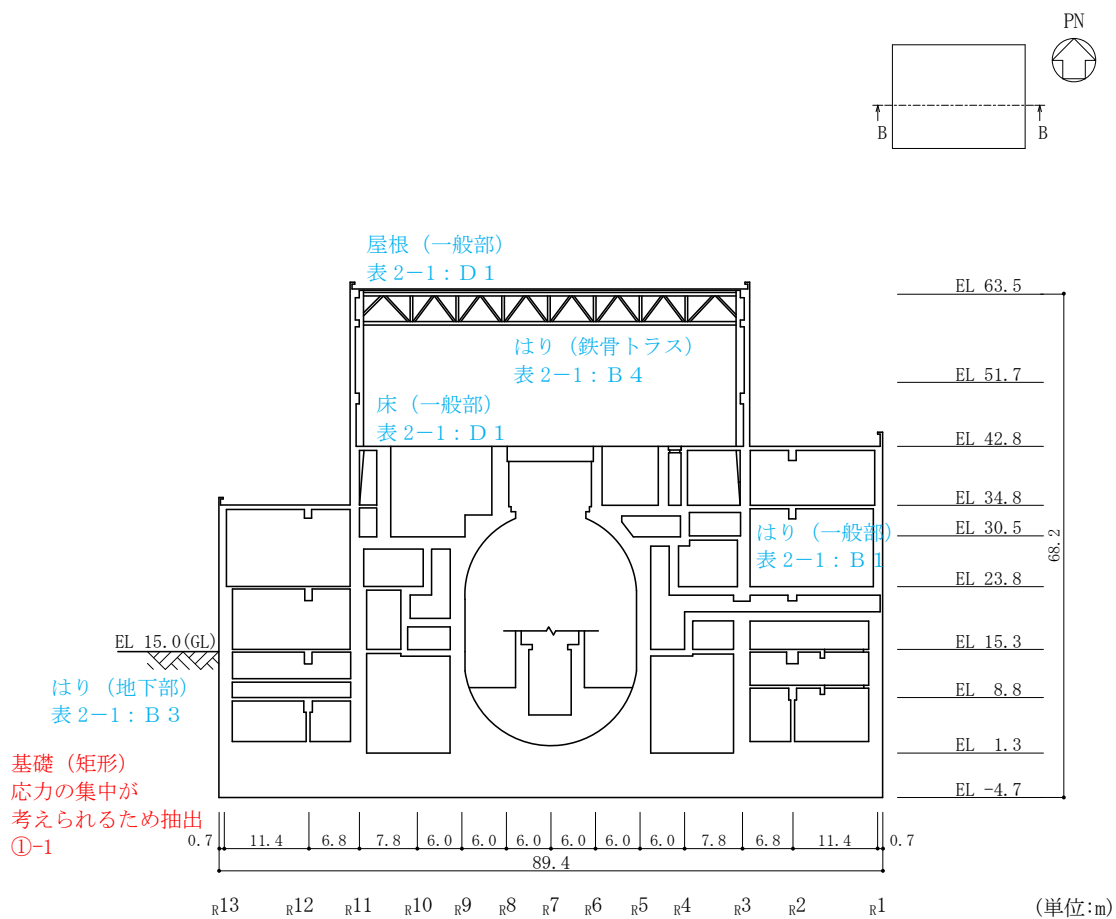 PN
B B
屋根（一般部）
表 2－1：Ｄ１
EL 63.5
はり（鉄骨トラス）
表 2－1：Ｂ４
EL 51.7
床（一般部）
表 2－1：Ｄ１
EL 42.8
EL 34.8
はり（一般部）
表 2－1：Ｂ１
EL 30.5
68.2
EL 23.8
EL 15.0(GL)
EL 15.3
はり（地下部）
表 2－1：Ｂ３
EL 8.8
基礎（矩形）
応力の集中が
考えられるため抽出
①-1
EL 1.3
EL -4.7
0.7 11.4 6.8 7.8 6.0 6.0 6.0 6.0 6.0 6.0 7.8 6.8 11.4 0.7
89.4
R13 R12 R11 R10 R9 R8 R7 R6 R5 R4 R3 R2 R1 (単位:m)